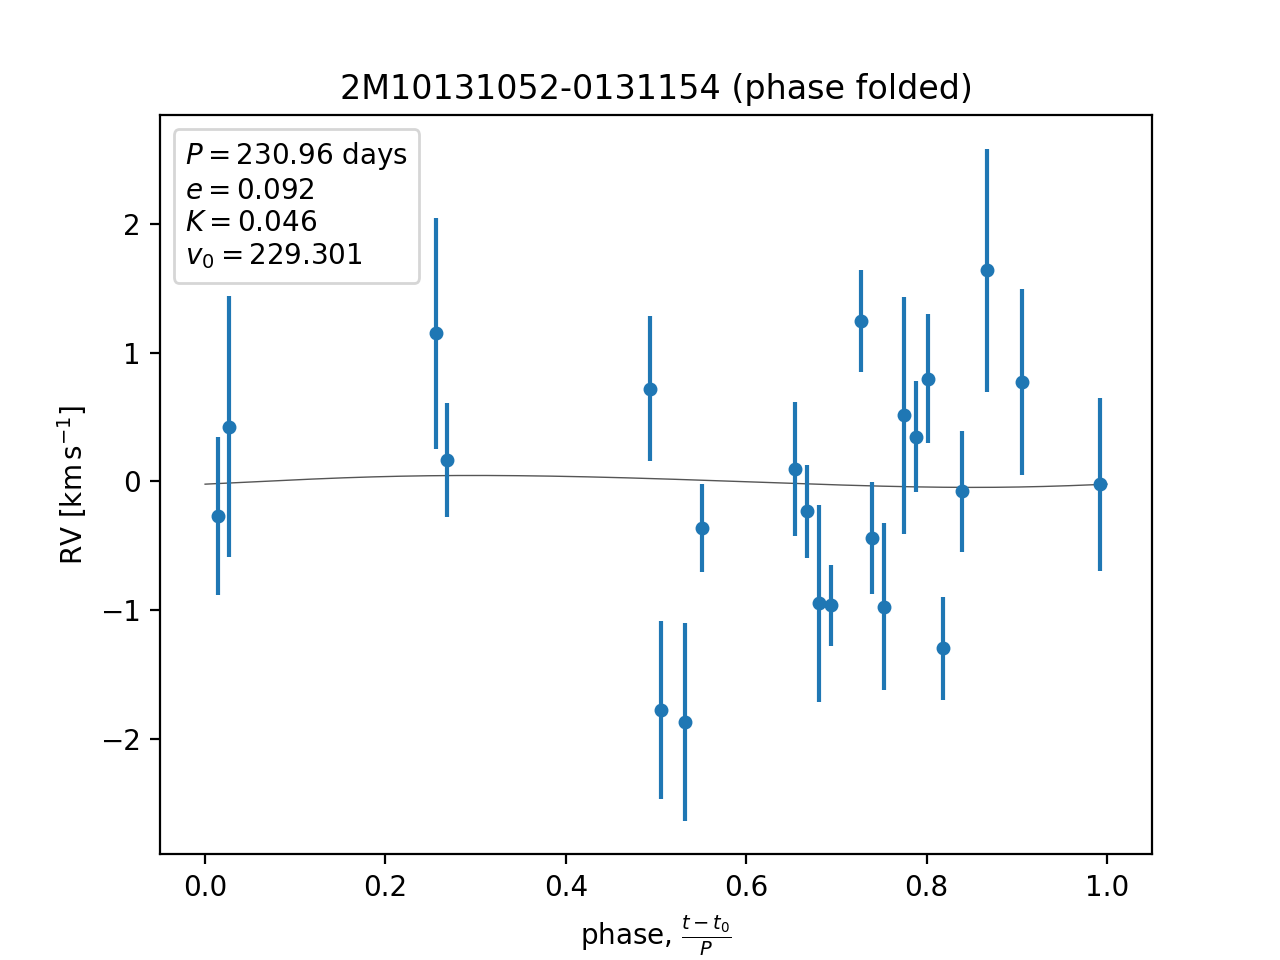 2M10131052-0131154 (phase folded)
P = 230.96 days
e = 0.092
K = 0.046
v₀ = 229.301
2
1
0
−1
−2
RV [km s⁻¹]
0.0 0.2 0.4 0.6 0.8 1.0
phase, (t − t₀)/P